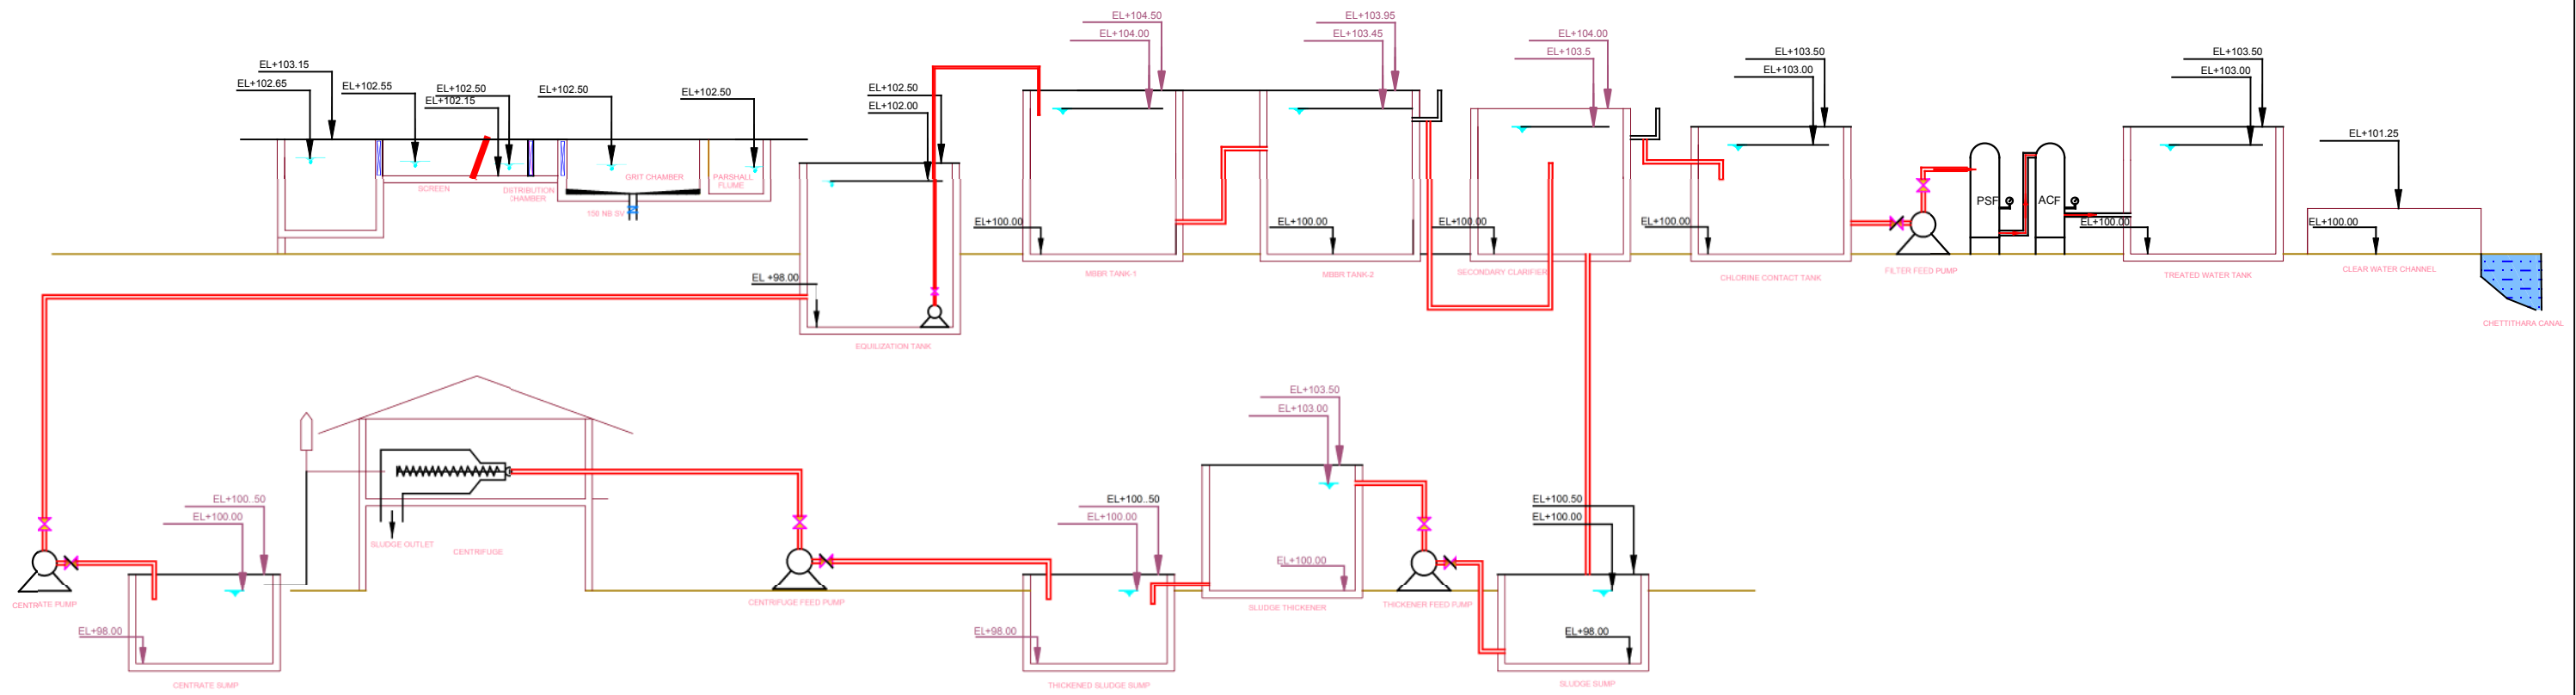 EL+104.50
EL+104.00
EL+103.95
EL+103.45
EL+104.00
EL+103.5
EL+103.50
EL+103.00
EL+103.50
EL+103.00
EL+103.15
EL+102.65
EL+102.55
EL+102.50
EL+102.15
EL+102.50
EL+102.50
EL+102.50
EL+102.00
EL+101.25
SCREEN
DISTRIBUTION
CHAMBER
GRIT CHAMBER
PARSHALL
FLUME
150 NB SV
PSF
ACF
EL+100.00
EL+100.00
EL+100.00
EL+100.00
EL+100.00
EL+100.00
EL +98.00
MBBR TANK-1
MBBR TANK-2
SECONDARY CLARIFIER
CHLORINE CONTACT TANK
FILTER FEED PUMP
TREATED WATER TANK
CLEAR WATER CHANNEL
CHETTITHARA CANAL
EQUILIZATION TANK
EL+103.50
EL+103.00
EL+100..50
EL+100.00
EL+100..50
EL+100.00
EL+100.50
EL+100.00
SLUDGE OUTLET
CENTRIFUGE
EL+100.00
CENTRATE PUMP
CENTRIFUGE FEED PUMP
SLUDGE THICKENER
THICKENER FEED PUMP
EL+98.00
EL+98.00
EL+98.00
CENTRATE SUMP
THICKENED SLUDGE SUMP
SLUDGE SUMP